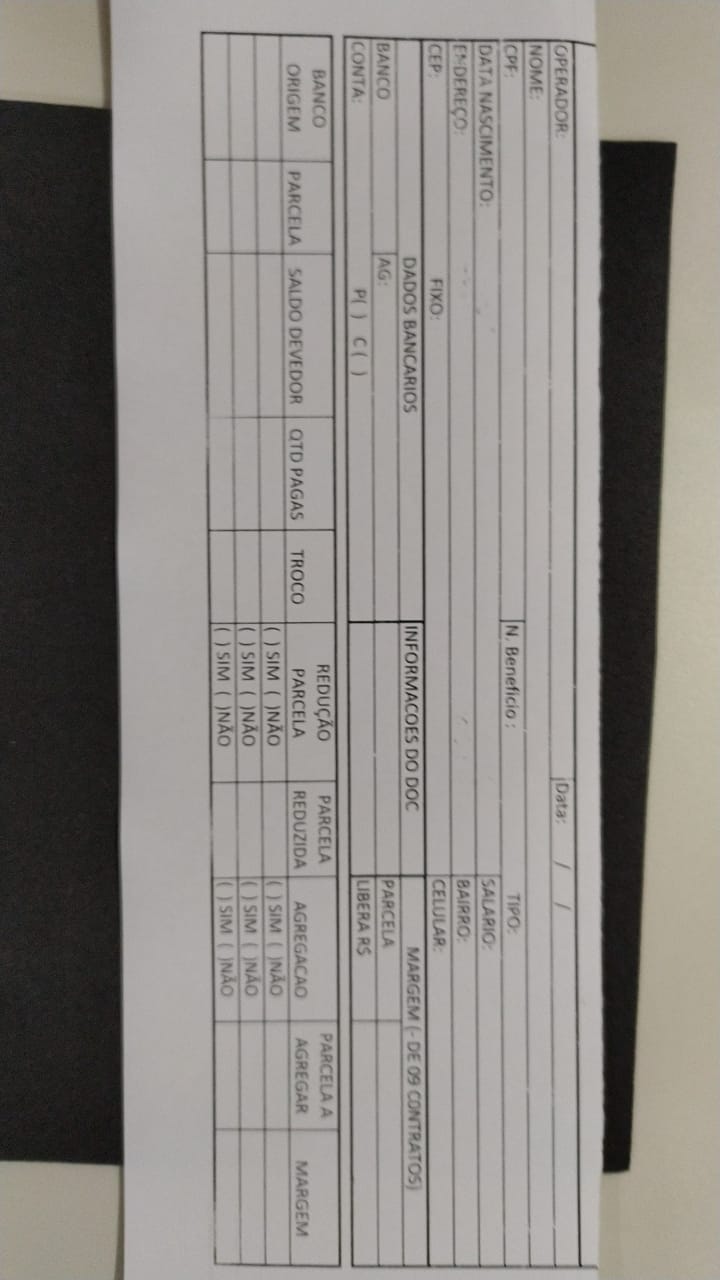 OPERADOR: Data: / /
NOME:
CPF: N. Beneficio : TIPO:
DATA NASCIMENTO: SALARIO:
ENDEREÇO: BAIRRO:
CEP: FIXO: CELULAR:
DADOS BANCARIOS INFORMACOES DO DOC MARGEM (- DE 09 CONTRATOS)
BANCO AG: PARCELA
CONTA: P( ) C ( ) LIBERA R$
BANCO ORIGEM PARCELA SALDO DEVEDOR QTD PAGAS TROCO REDUÇÃO PARCELA PARCELA REDUZIDA AGREGACAO PARCELA A AGREGAR MARGEM
( ) SIM ( )NÃO ( ) SIM ( )NÃO
( ) SIM ( )NÃO ( ) SIM ( )NÃO
( ) SIM ( )NÃO ( ) SIM ( )NÃO